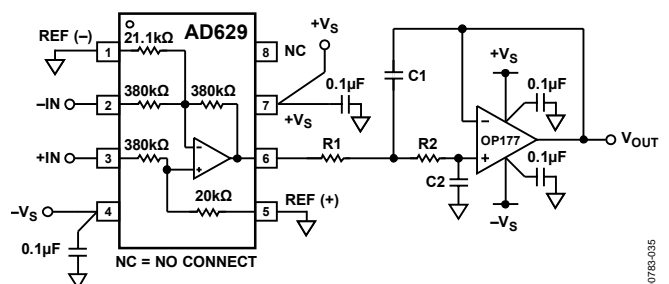 AD629
REF (–)
21.1kΩ
1
8
NC
+VS
–IN
380kΩ
380kΩ
2
7
0.1µF
+VS
+IN
380kΩ
3
6
20kΩ
–VS
4
5
REF (+)
0.1µF
NC = NO CONNECT
C1
R1
R2
C2
+VS
0.1µF
–
OP177
+
VOUT
0.1µF
–VS
–
+
0783-035